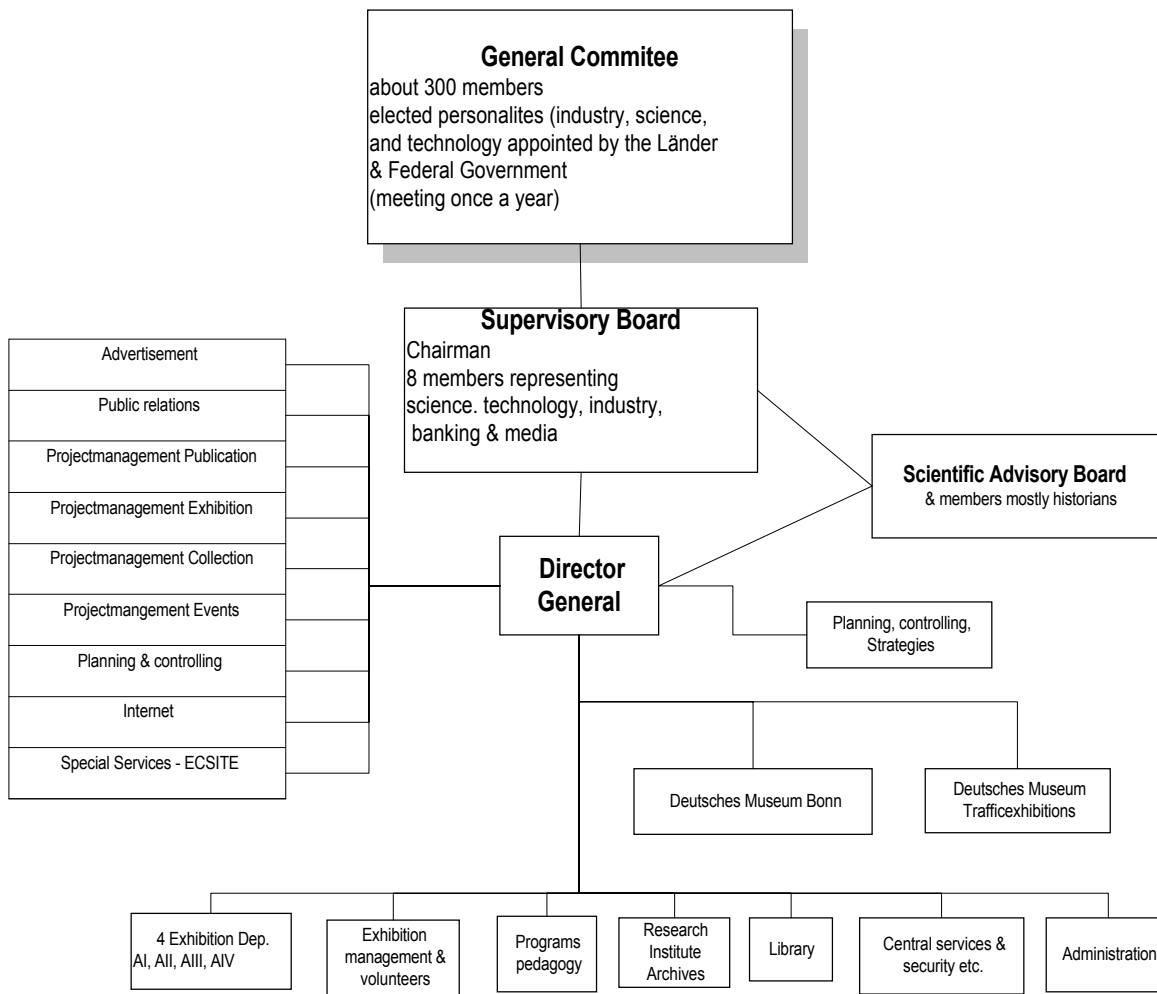 General Commitee
about 300 members
elected personalites (industry, science,
and technology appointed by the Länder
& Federal Government
(meeting once a year)
Supervisory Board
Chairman
8 members representing
science. technology, industry,
banking & media
Advertisement
Public relations
Projectmanagement Publication
Projectmanagement Exhibition
Projectmanagement Collection
Projectmangement Events
Planning & controlling
Internet
Special Services - ECSITE
Scientific Advisory Board
& members mostly historians
Director
General
Planning, controlling,
Strategies
Deutsches Museum Bonn
Deutsches Museum
Trafficexhibitions
4 Exhibition Dep.
AI, AII, AIII, AIV
Exhibition
management &
volunteers
Programs
pedagogy
Research
Institute
Archives
Library
Central services &
security etc.
Administration